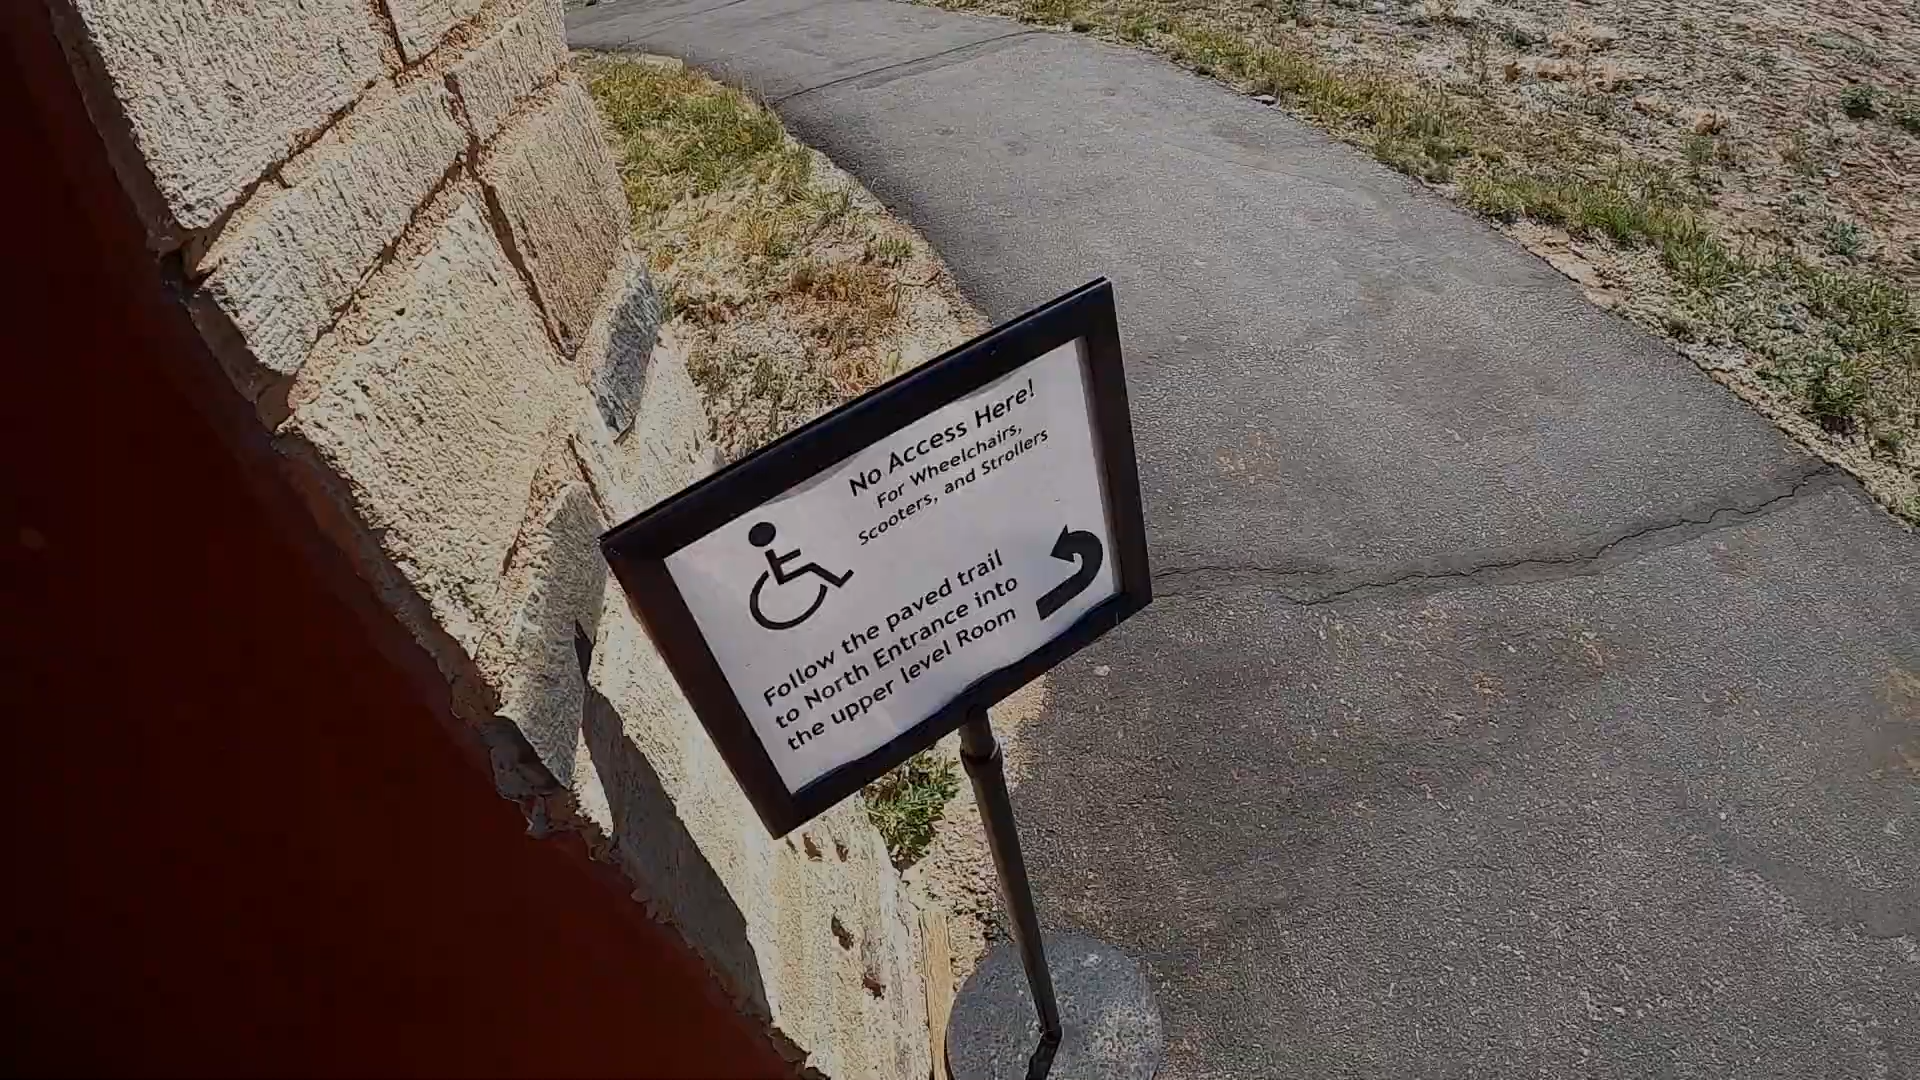 No Access Here!
For Wheelchairs,
Scooters, and Strollers
Follow the paved trail
to North Entrance into
the upper level Room